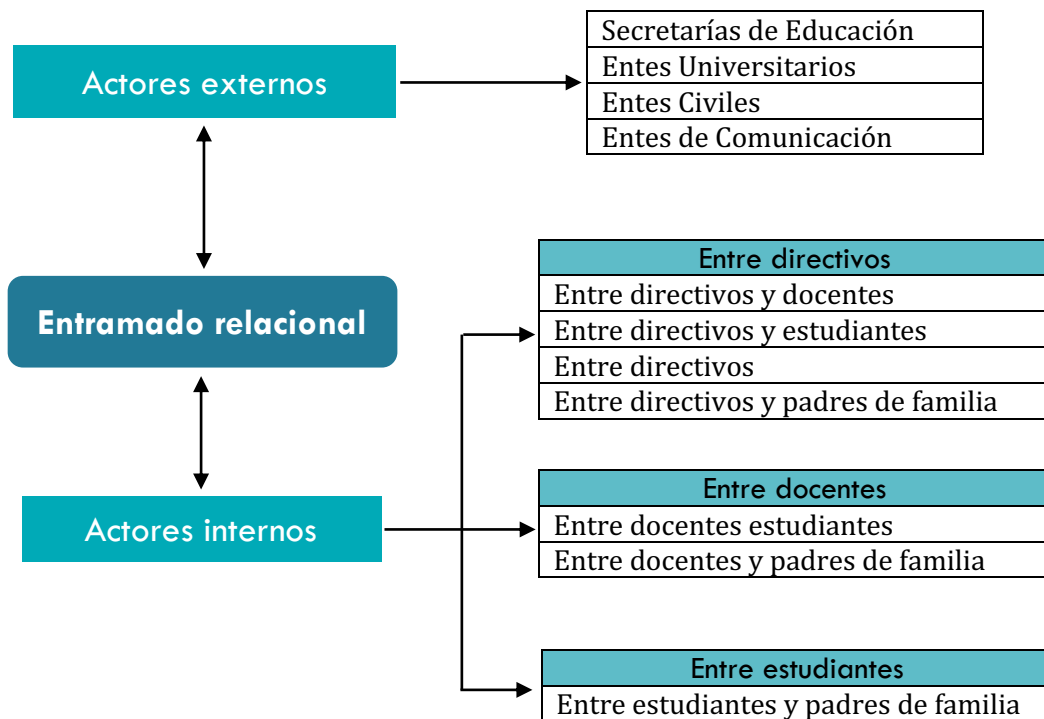 Actores externos
Secretarías de Educación
Entes Universitarios
Entes Civiles
Entes de Comunicación
Entramado relacional
Entre directivos
Entre directivos y docentes
Entre directivos y estudiantes
Entre directivos
Entre directivos y padres de familia
Actores internos
Entre docentes
Entre docentes estudiantes
Entre docentes y padres de familia
Entre estudiantes
Entre estudiantes y padres de familia